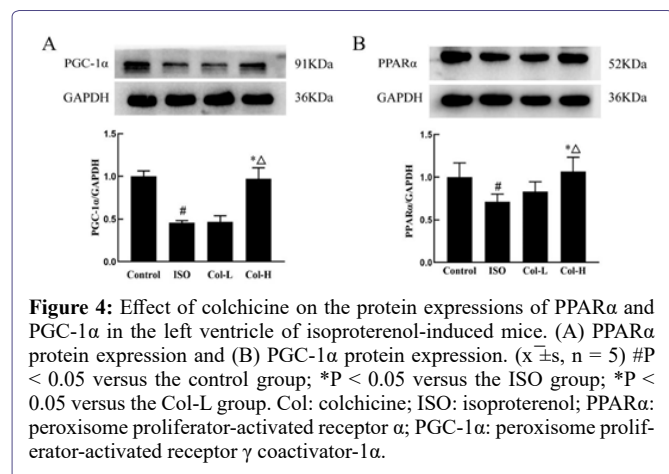 A
B
PGC-1α
91KDa
GAPDH
36KDa
PPARα
52KDa
GAPDH
36KDa
PGC-1α/GAPDH
1.5
1.0
0.5
0.0
#
*△
Control ISO Col-L Col-H
PPARα/GAPDH
1.5
1.0
0.5
0.0
#
*△
Control ISO Col-L Col-H
Figure 4: Effect of colchicine on the protein expressions of PPARα and
PGC-1α in the left ventricle of isoproterenol-induced mice. (A) PPARα
protein expression and (B) PGC-1α protein expression. (x¯±s, n = 5) #P
< 0.05 versus the control group; *P < 0.05 versus the ISO group; *P <
0.05 versus the Col-L group. Col: colchicine; ISO: isoproterenol; PPARα:
peroxisome proliferator-activated receptor α; PGC-1α: peroxisome prolif-
erator-activated receptor γ coactivator-1α.